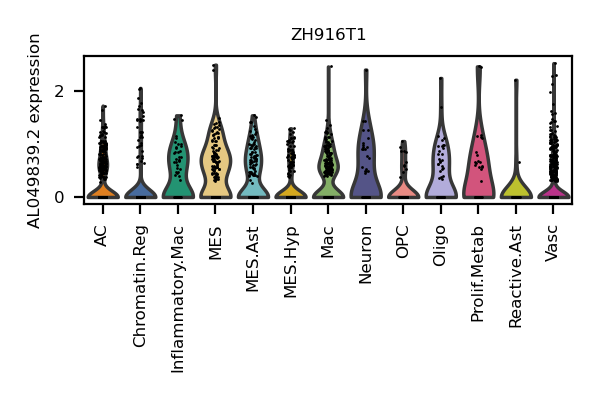 ZH916T1
AL049839.2 expression
2
0
AC
Chromatin.Reg
Inflammatory.Mac
MES
MES.Ast
MES.Hyp
Mac
Neuron
OPC
Oligo
Prolif.Metab
Reactive.Ast
Vasc